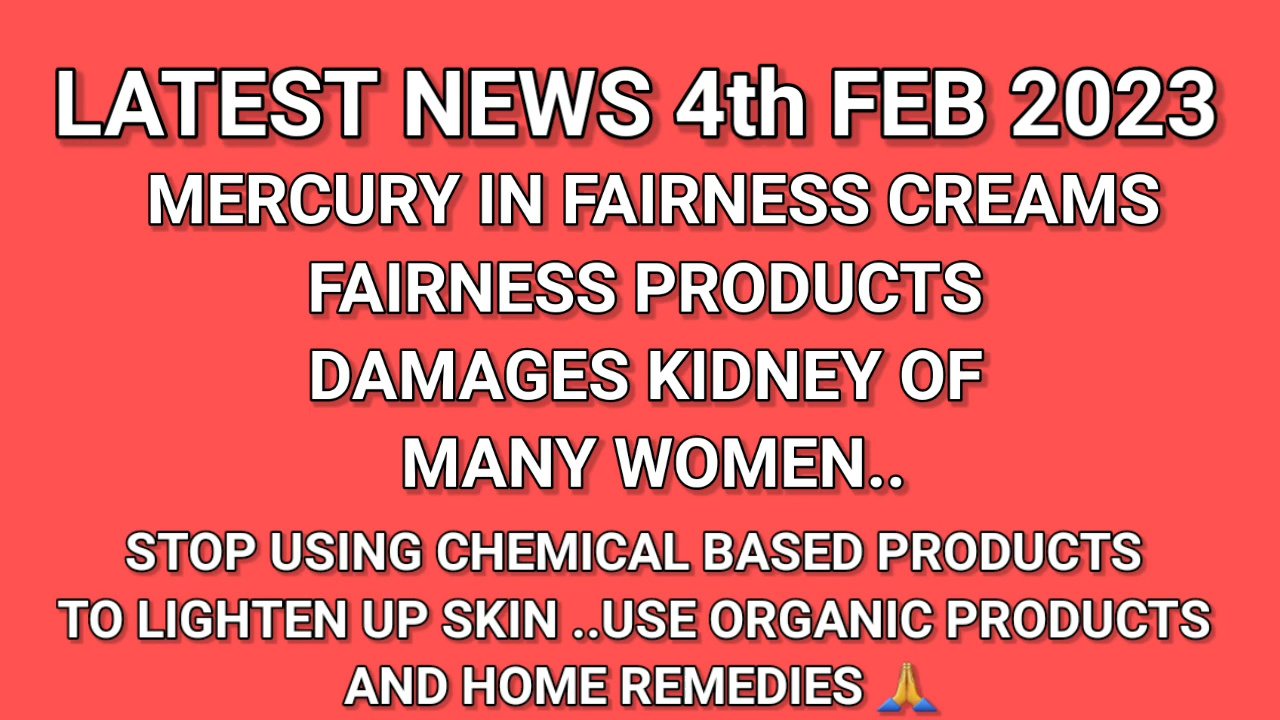 LATEST NEWS 4th FEB 2023
MERCURY IN FAIRNESS CREAMS
FAIRNESS PRODUCTS
DAMAGES KIDNEY OF
MANY WOMEN..
STOP USING CHEMICAL BASED PRODUCTS
TO LIGHTEN UP SKIN ..USE ORGANIC PRODUCTS
AND HOME REMEDIES 🙏